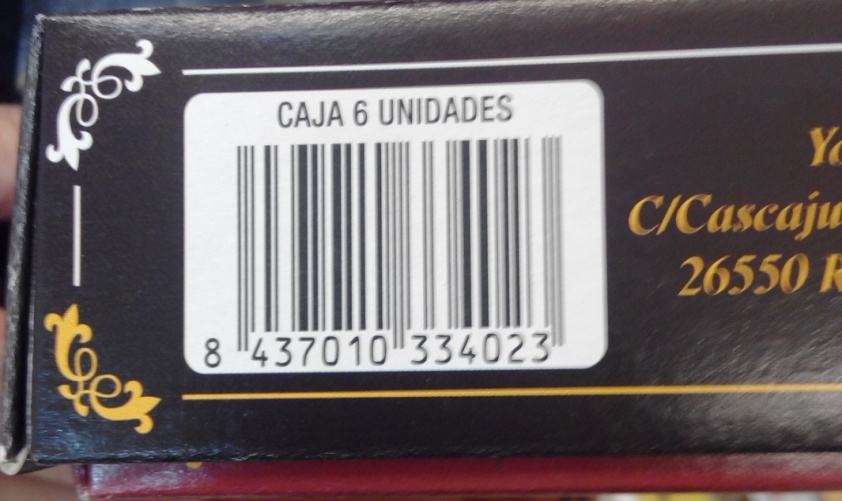 CAJA 6 UNIDADES
8 437010 334023
C/Cascaju
26550 R